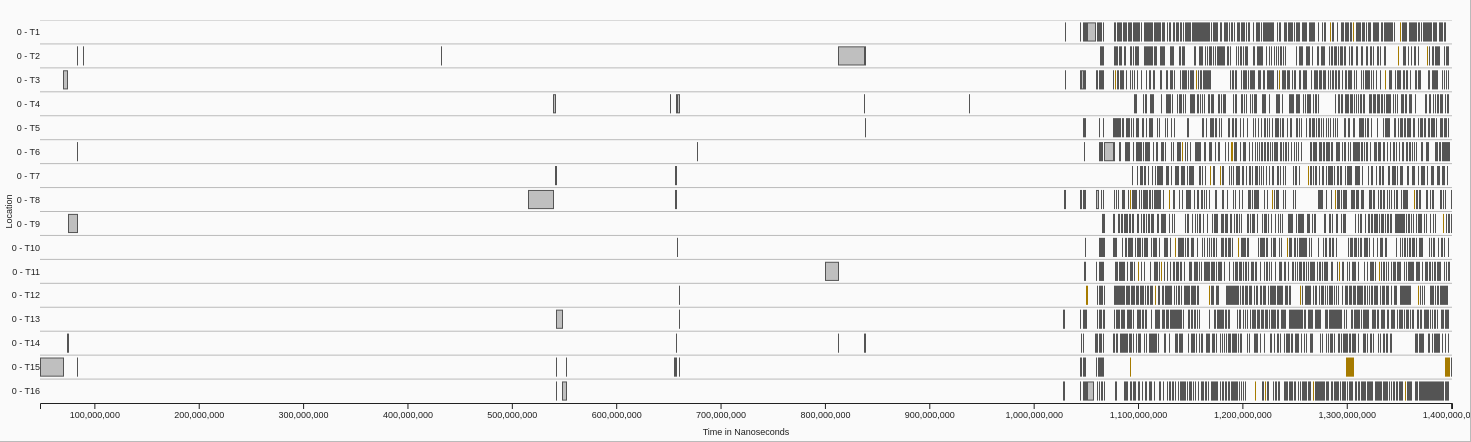 0 - T1
0 - T2
0 - T3
0 - T4
0 - T5
0 - T6
0 - T7
0 - T8
Location
0 - T9
0 - T10
0 - T11
0 - T12
0 - T13
0 - T14
0 - T15
0 - T16
100,000,000 200,000,000 300,000,000 400,000,000 500,000,000 600,000,000 700,000,000 800,000,000 900,000,000 1,000,000,000 1,100,000,000 1,200,000,000 1,300,000,000 1,400,000,0
Time in Nanoseconds